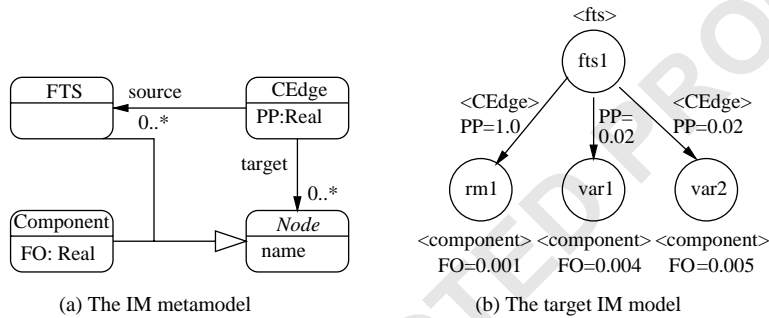 FTS
source
CEdge
0..*
PP:Real
target
0..*
Component
FO: Real
Node
name
(a) The IM metamodel
<fts>
fts1
<CEdge>
PP=1.0
PP=
0.02
<CEdge>
PP=0.02
rm1
var1
var2
<component>
FO=0.001
<component>
FO=0.004
<component>
FO=0.005
(b) The target IM model